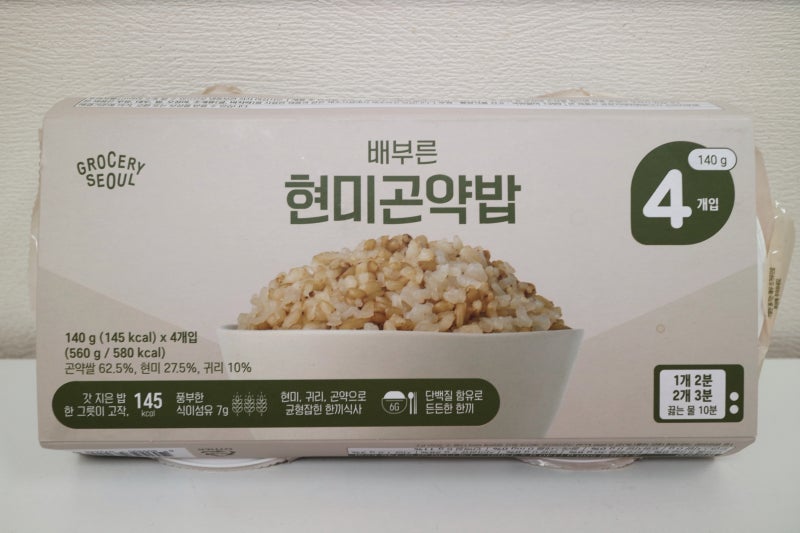 GROCERY
SEOUL
배부른
현미곤약밥
140 g
4개입
140 g (145 kcal) x 4개입
(560 g / 580 kcal)
곤약쌀 62.5%, 현미 27.5%, 귀리 10%
갓 지은 밥
한 그릇이 고작,
145
kcal
풍부한
식이섬유 7g
현미, 귀리, 곤약으로
균형잡힌 한끼식사
6G
단백질 함유로
든든한 한끼
1개 2분
2개 3분
끓는 물 10분